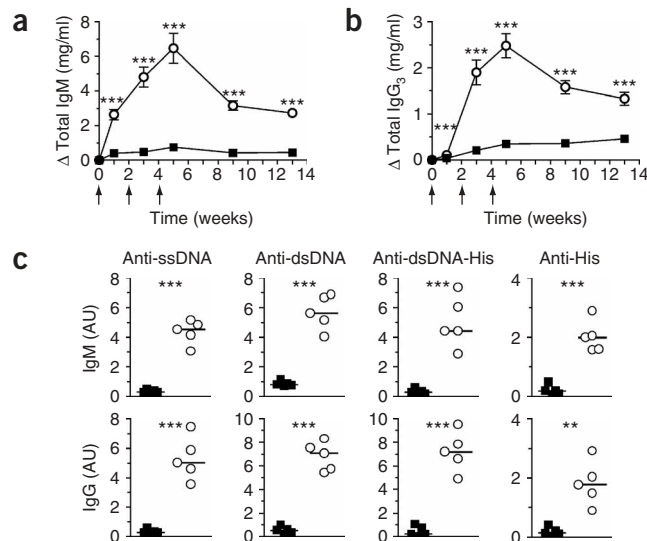 a
b
Δ Total IgM (mg/ml)
8
6
4
2
0
***
***
***
***
***
0 2 4 6 8 10 12 14
Time (weeks)
Δ Total IgG3 (mg/ml)
3
2
1
0
***
***
***
***
***
0 2 4 6 8 10 12 14
Time (weeks)
c
Anti-ssDNA Anti-dsDNA Anti-dsDNA-His Anti-His
IgM (AU)
8 6 4 2 0
***
8 6 4 2 0
***
8 6 4 2 0
***
4 2 0
***
IgG (AU)
8 6 4 2 0
***
10 8 6 4 2 0
***
10 8 6 4 2 0
***
4 2 0
**